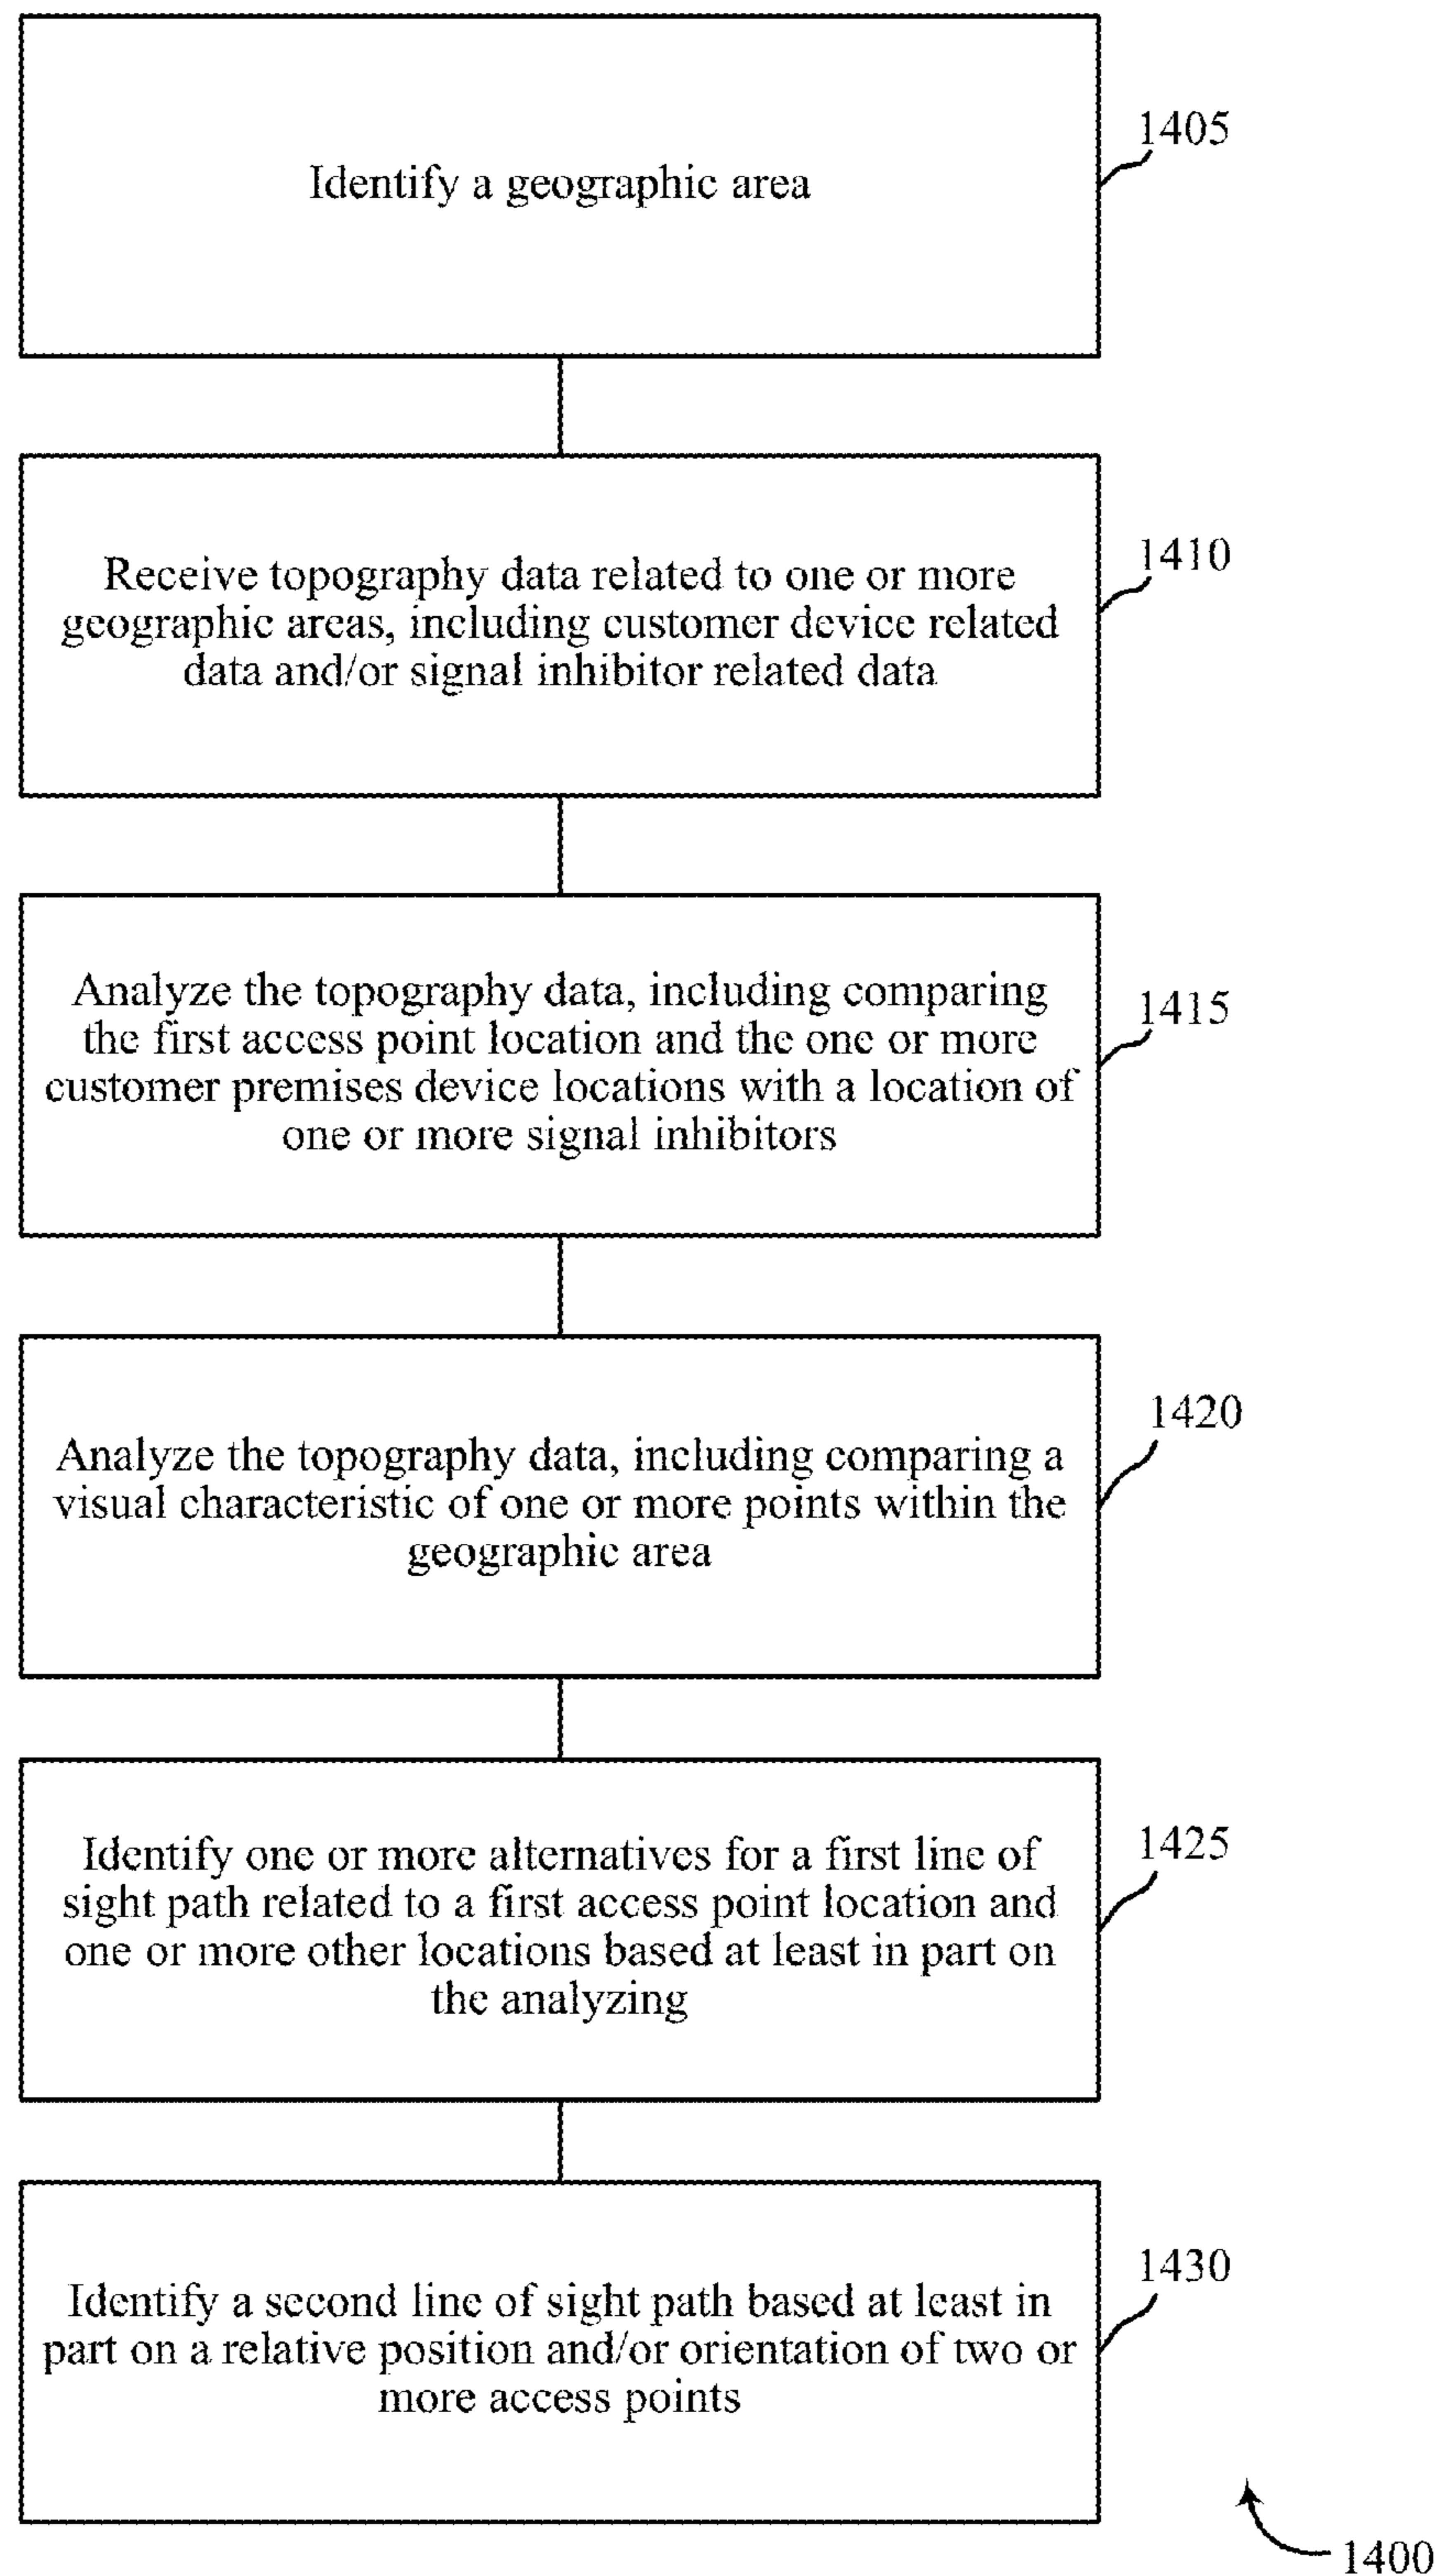 Identify a geographic area
1405
Receive topography data related to one or more
geographic areas, including customer device related
data and/or signal inhibitor related data
1410
Analyze the topography data, including comparing
the first access point location and the one or more
customer premises device locations with a location of
one or more signal inhibitors
1415
Analyze the topography data, including comparing a
visual characteristic of one or more points within the
geographic area
1420
Identify one or more alternatives for a first line of
sight path related to a first access point location and
one or more other locations based at least in part on
the analyzing
1425
Identify a second line of sight path based at least in
part on a relative position and/or orientation of two or
more access points
1430
1400